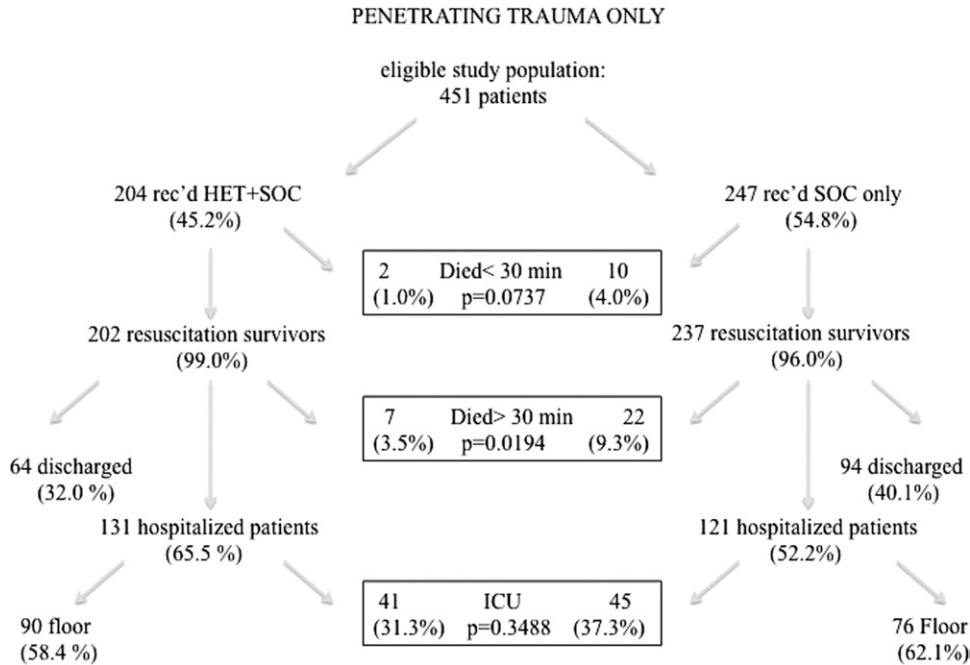 PENETRATING TRAUMA ONLY
eligible study population:
451 patients
204 rec'd HET+SOC
(45.2%)
247 rec'd SOC only
(54.8%)
2 Died< 30 min 10
(1.0%) p=0.0737 (4.0%)
202 resuscitation survivors
(99.0%)
237 resuscitation survivors
(96.0%)
7 Died> 30 min 22
(3.5%) p=0.0194 (9.3%)
64 discharged
(32.0 %)
94 discharged
(40.1%)
131 hospitalized patients
(65.5 %)
121 hospitalized patients
(52.2%)
41 ICU 45
(31.3%) p=0.3488 (37.3%)
90 floor
(58.4 %)
76 Floor
(62.1%)